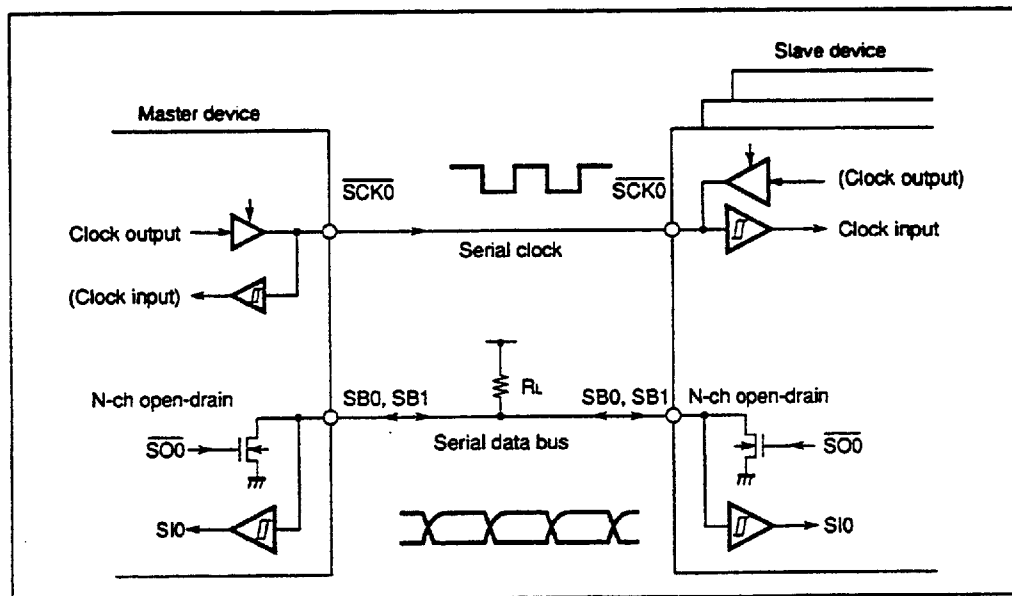 Slave device
Master device
SCK0
SCK0
(Clock output)
Clock output
Serial clock
Clock input
(Clock input)
RL
N-ch open-drain
SB0, SB1
SB0, SB1
N-ch open-drain
SO0
Serial data bus
SO0
SI0
SI0